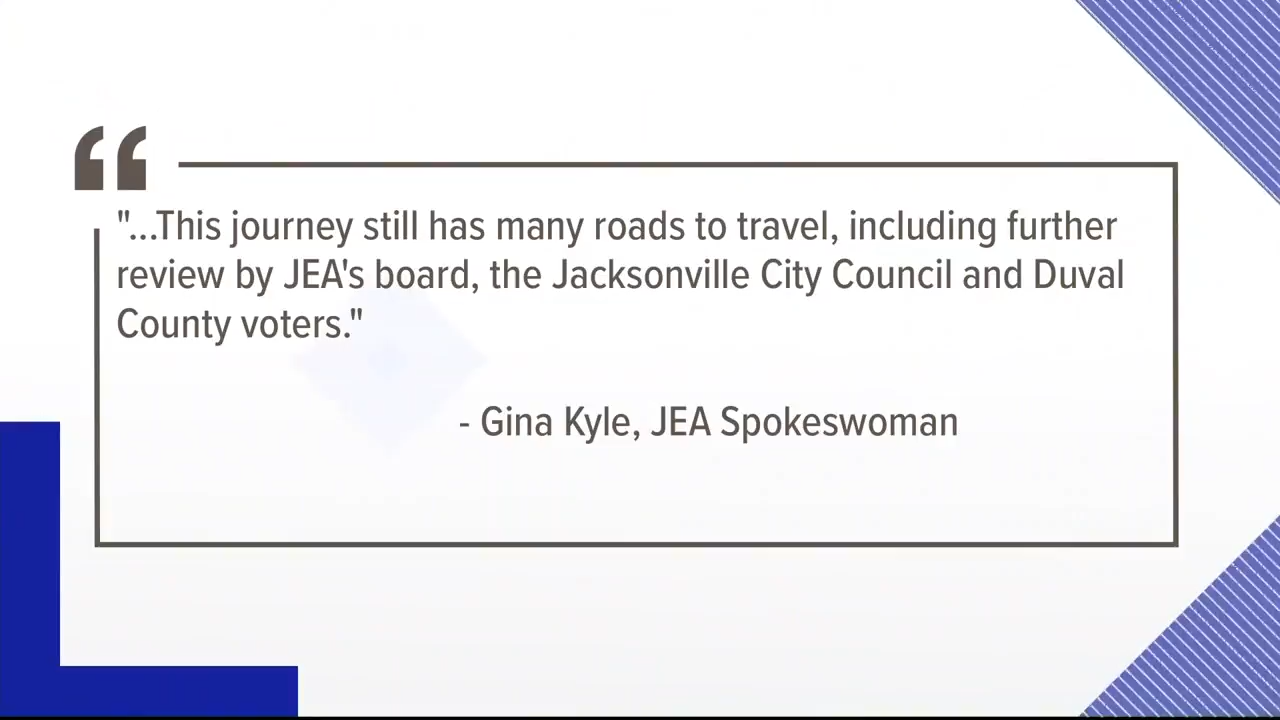 "...This journey still has many roads to travel, including further
review by JEA's board, the Jacksonville City Council and Duval
County voters."
- Gina Kyle, JEA Spokeswoman